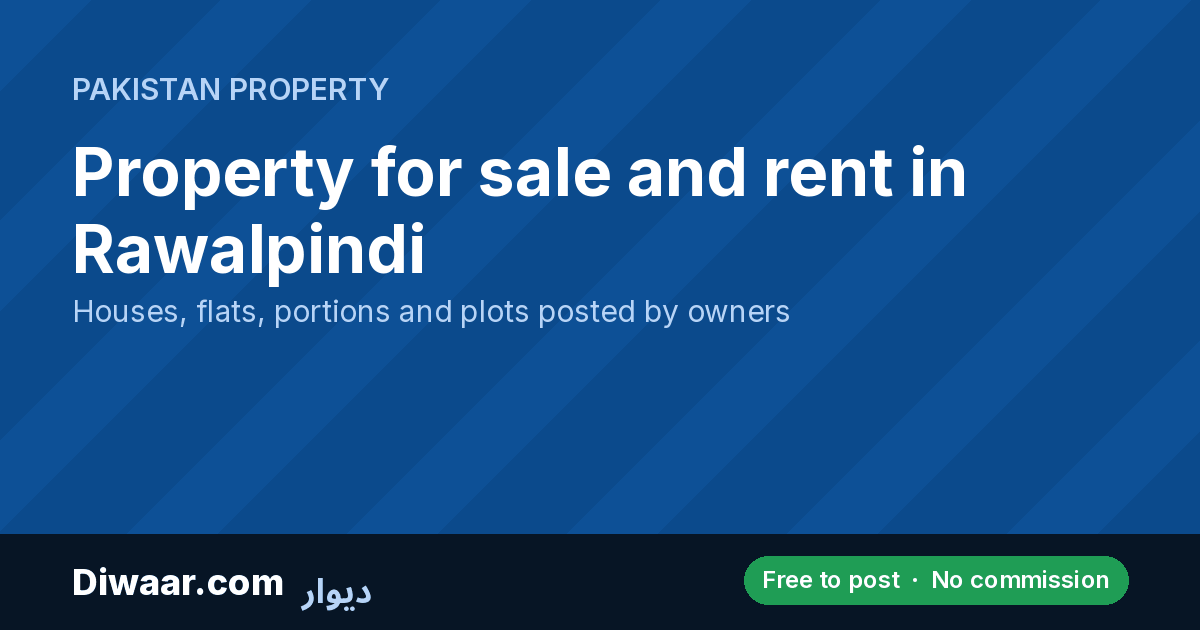 PAKISTAN PROPERTY
Property for sale and rent in
Rawalpindi
Houses, flats, portions and plots posted by owners
Diwaar.com دیوار
Free to post · No commission